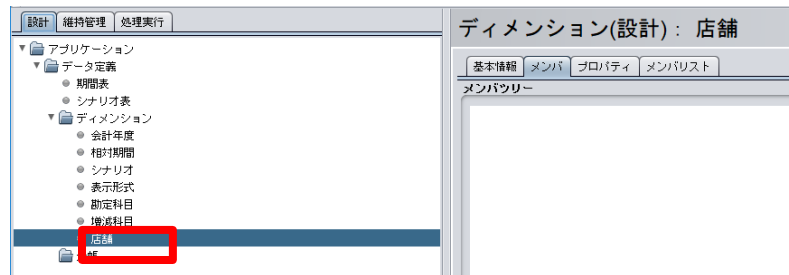 設計 維持管理 処理実行
アプリケーション
データ定義
期間表
シナリオ表
ディメンション
会計年度
相対期間
シナリオ
表示形式
勘定科目
増減科目
店舗
ディメンション(設計)： 店舗
基本情報 メンバ プロパティ メンバリスト
メンバツリー